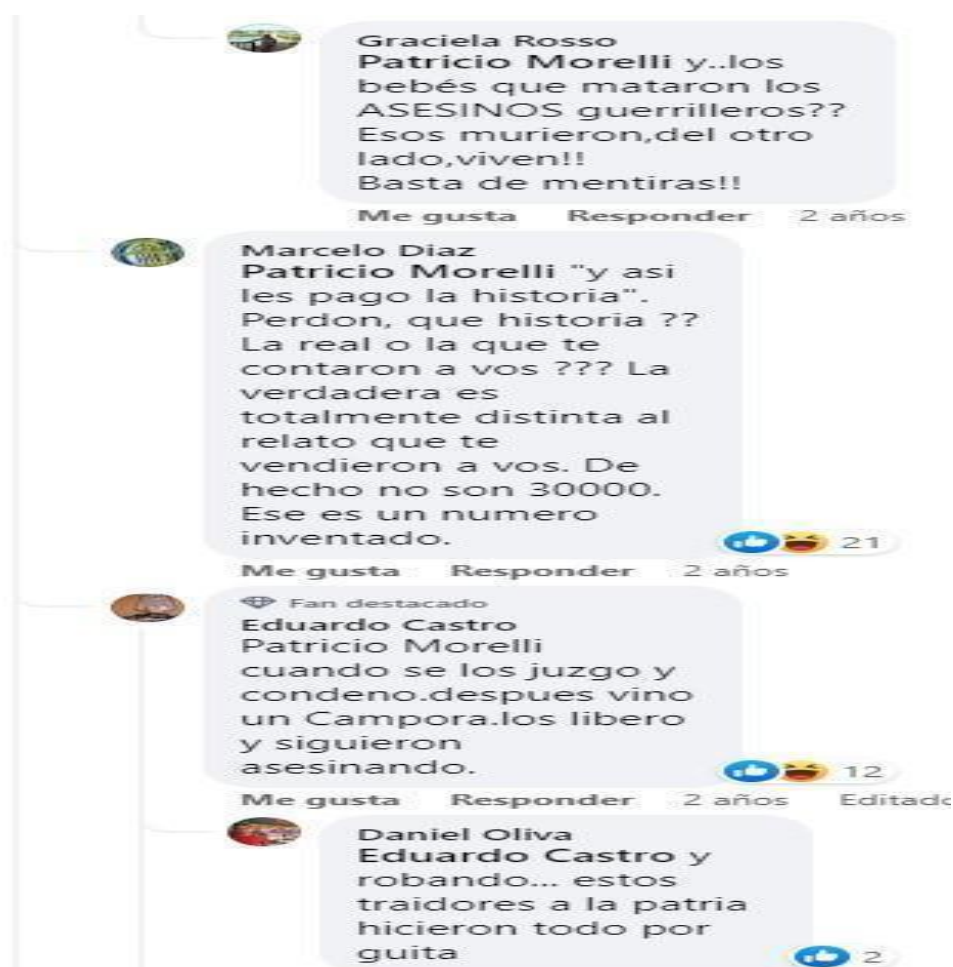 Graciela Rosso
Patricio Morelli y..los
bebés que mataron los
ASESINOS guerrilleros??
Esos murieron,del otro
lado,viven!!
Basta de mentiras!!
Me gusta Responder 2 años
Marcelo Diaz
Patricio Morelli "y asi
les pago la historia".
Perdon, que historia ??
La real o la que te
contaron a vos ??? La
verdadera es
totalmente distinta al
relato que te
vendieron a vos. De
hecho no son 30000.
Ese es un numero
inventado.
21
Me gusta Responder 2 años
Fan destacado
Eduardo Castro
Patricio Morelli
cuando se los juzgo y
condeno.despues vino
un Campora.los libero
y siguieron
asesinando.
12
Me gusta Responder 2 años Editado
Daniel Oliva
Eduardo Castro y
robando... estos
traidores a la patria
hicieron todo por
guita
2